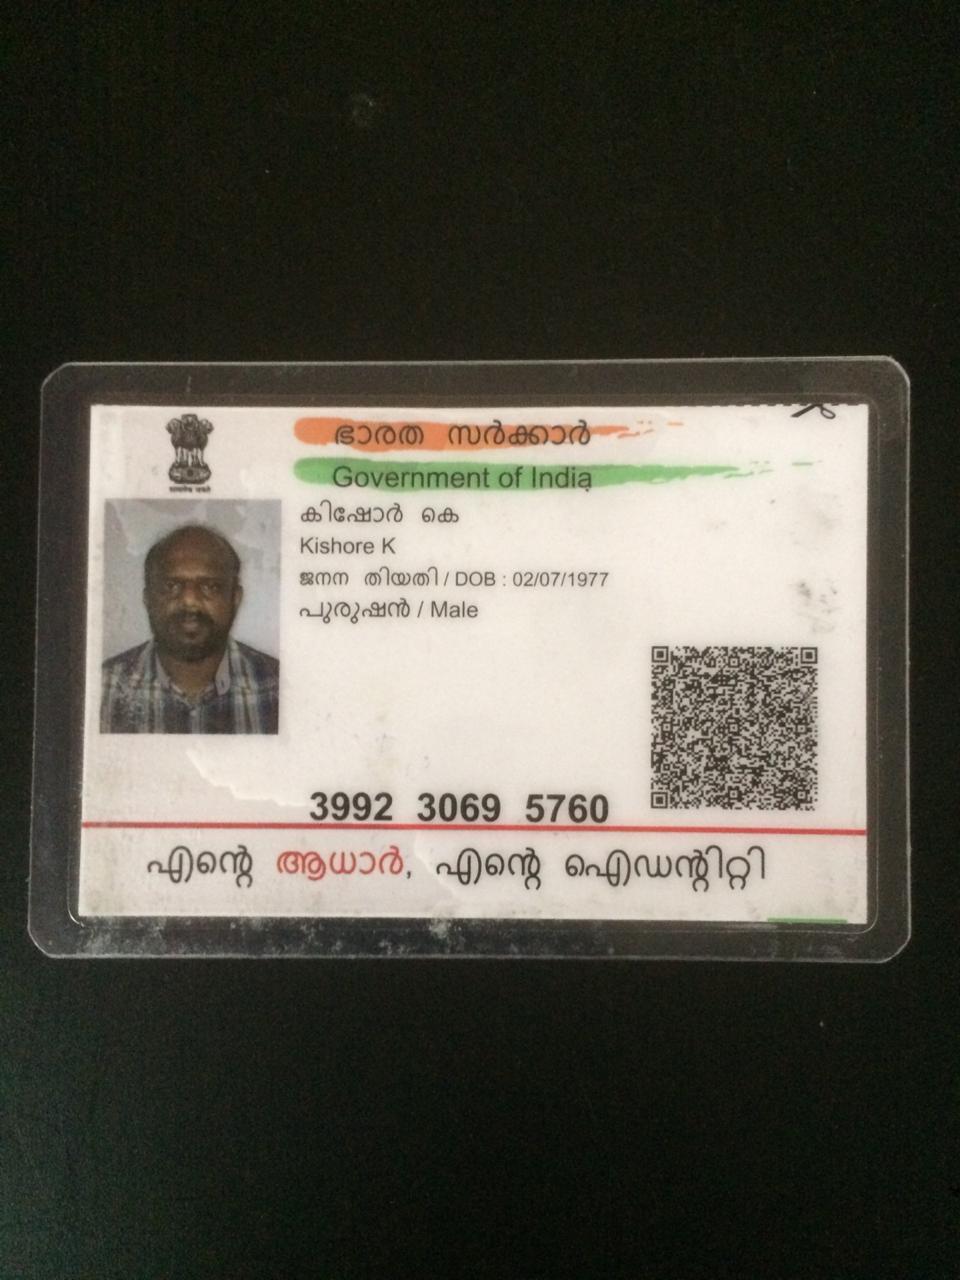 ഭാരത സർക്കാർ
Government of India
കിഷോർ കെ
Kishore K
ജനന തിയതി / DOB : 02/07/1977
പുരുഷൻ / Male
3992 3069 5760
എന്റെ ആധാർ, എന്റെ ഐഡന്റിറ്റി